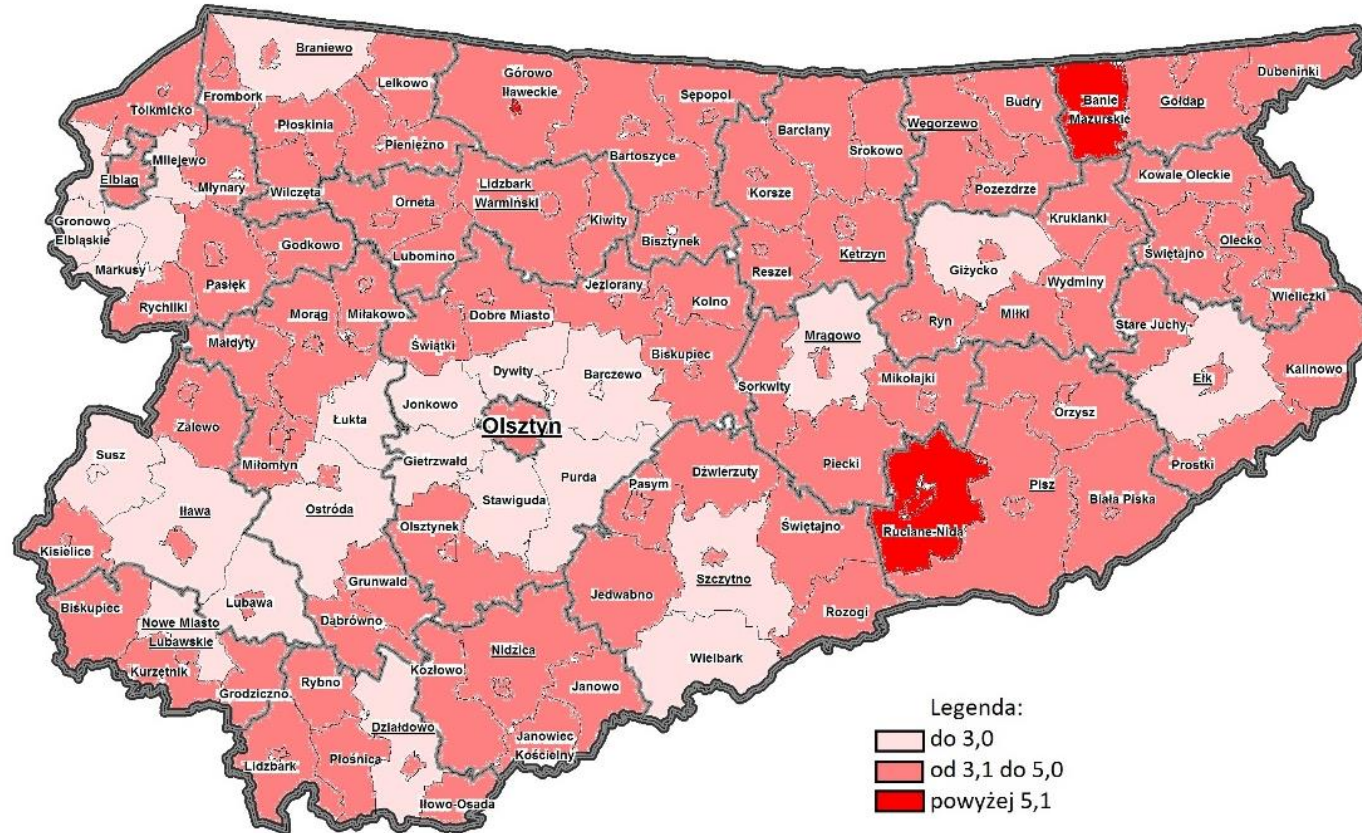 Braniewo
Lelkowo
Górowo
Iławeckie
Sępopol
Dubeninki
Frombork
Tolkmicko
Płoskinia
Pieniężno
Bartoszyce
Barciany
Srokowo
Węgorzewo
Budry
Banie
Mazurskie
Gołdap
Milejewo
Elbląg
Młynary
Wilczęta
Orneta
Lidzbark
Warmiński
Kiwity
Korsze
Pozezdrze
Kowale Oleckie
Gronowo
Elbląskie
Markusy
Godkowo
Lubomino
Bisztynek
Reszel
Kętrzyn
Giżycko
Kruklanki
Świętajno
Olecko
Rychliki
Pasłęk
Morąg
Miłakowo
Dobre Miasto
Jeziorany
Kolno
Wydminy
Wieliczki
Małdyty
Świątki
Biskupiec
Mrągowo
Ryn
Miłki
Stare Juchy
Dywity
Barczewo
Jonkowo
Sorkwity
Mikołajki
Ełk
Kalinowo
Zalewo
Łukta
Olsztyn
Orzysz
Susz
Miłomłyn
Gietrzwałd
Purda
Pasym
Dźwierzuty
Piecki
Prostki
Iława
Ostróda
Stawiguda
Pisz
Biała Piska
Kisielice
Olsztynek
Świętajno
Ruciane-Nida
Biskupiec
Lubawa
Grunwald
Jedwabno
Szczytno
Rozogi
Nowe Miasto
Lubawskie
Dąbrówno
Kurzętnik
Grodziczno
Rybno
Kozłowo
Nidzica
Janowo
Wielbark
Działdowo
Lidzbark
Płośnica
Janowiec
Kościelny
Iłowo-Osada
Legenda:
do 3,0
od 3,1 do 5,0
powyżej 5,1